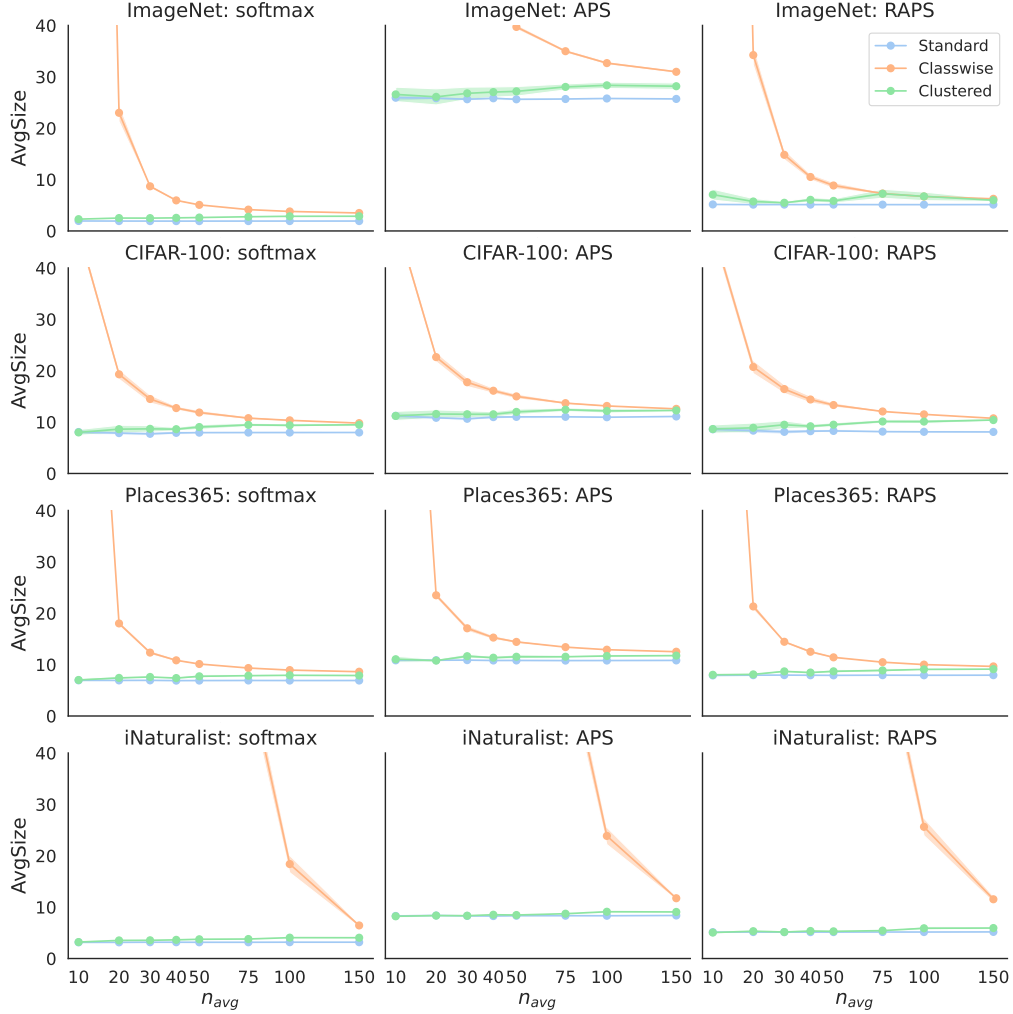 ImageNet: softmax
ImageNet: APS
ImageNet: RAPS
Standard
Classwise
Clustered
AvgSize
40
30
20
10
0
CIFAR-100: softmax
CIFAR-100: APS
CIFAR-100: RAPS
AvgSize
40
30
20
10
0
Places365: softmax
Places365: APS
Places365: RAPS
AvgSize
40
30
20
10
0
iNaturalist: softmax
iNaturalist: APS
iNaturalist: RAPS
AvgSize
40
30
20
10
0
10 20 30 40 50 75 100 150
10 20 30 40 50 75 100 150
10 20 30 40 50 75 100 150
n_avg
n_avg
n_avg